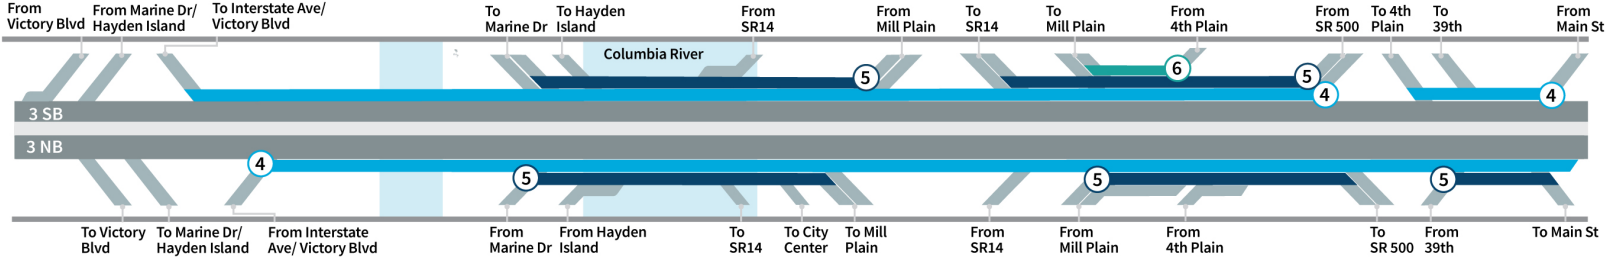 From
Victory Blvd
From Marine Dr/
Hayden Island
To Interstate Ave/
Victory Blvd
To
Marine Dr
To Hayden
Island
From
SR14
From
Mill Plain
To
SR14
To
Mill Plain
From
4th Plain
From
SR 500
To 4th
Plain
To
39th
From
Main St
Columbia River
6
5
5
4
4
3 SB
3 NB
4
5
5
5
To Victory
Blvd
To Marine Dr/
Hayden Island
From Interstate
Ave/ Victory Blvd
From
Marine Dr
From Hayden
Island
To
SR14
To City
Center
To Mill
Plain
From
SR14
From
Mill Plain
From
4th Plain
To
SR 500
From
39th
To Main St